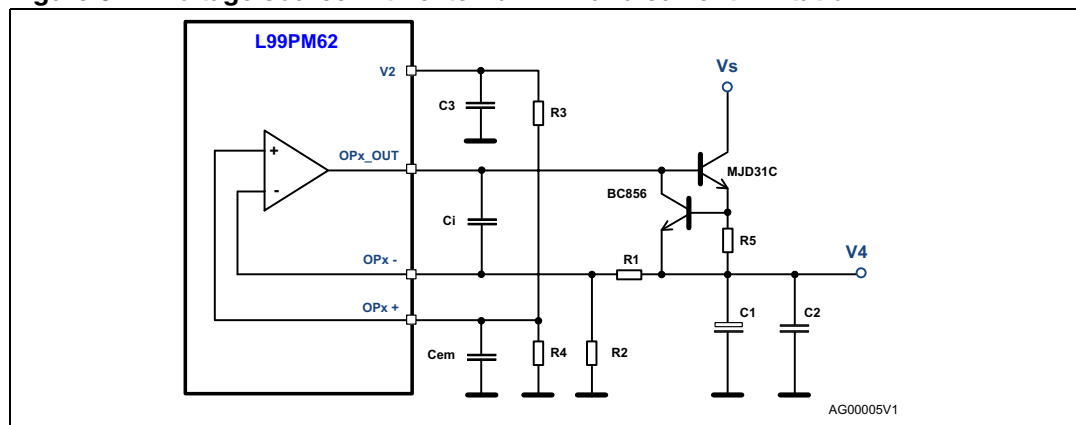 L99PM62
V2
Vs
C3
R3
OPx_OUT
MJD31C
BC856
+
-
Ci
R5
V4
OPx -
R1
OPx +
C1
C2
Cem
R4
R2
AG00005V1